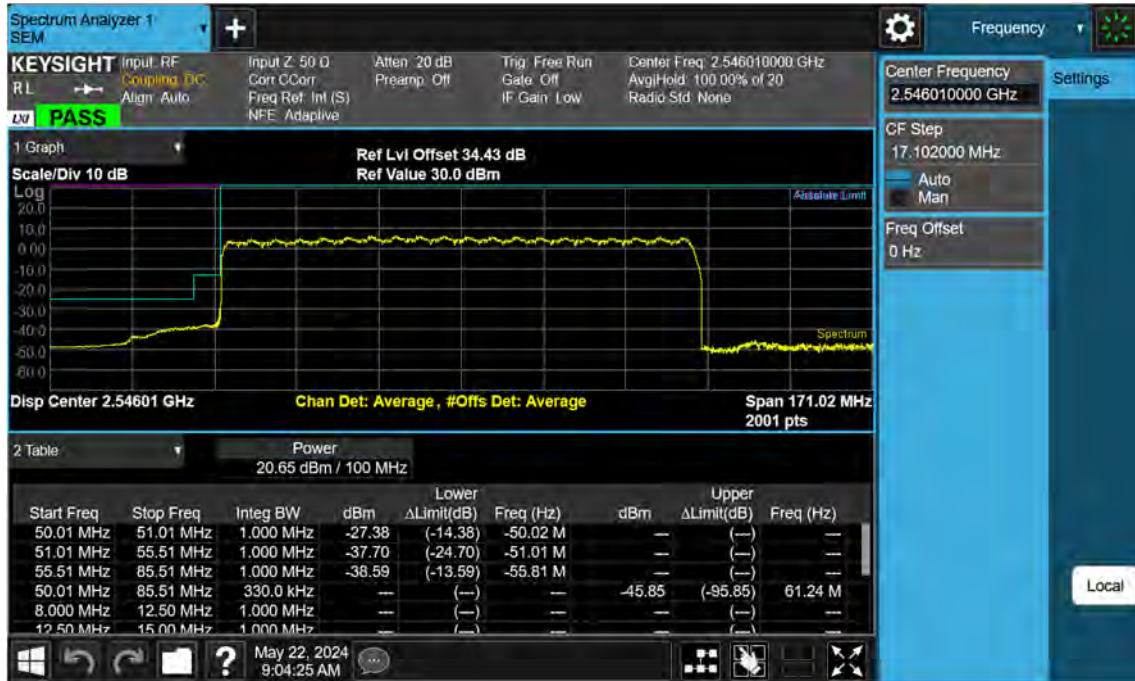 Spectrum Analyzer 1
SEM
+
Frequency
KEYSIGHT
RL
LXI PASS
Input: RF
Coupling: DC
Align: Auto
Input Z: 50 Ω
Corr CCorr
Freq Ref: Int (S)
NFE: Adaptive
Atten: 20 dB
Preamp: Off
Trig: Free Run
Gate: Off
IF Gain: Low
Center Freq: 2.546010000 GHz
Avg|Hold: 100.00% of 20
Radio Std: None
Center Frequency
2.546010000 GHz
Settings
CF Step
17.102000 MHz
Auto
Man
Freq Offset
0 Hz
Local
1 Graph
Scale/Div 10 dB
Ref Lvl Offset 34.43 dB
Ref Value 30.0 dBm
Log
Absolute Limit
20.0
10.0
0.00
-10.0
-20.0
-30.0
-40.0
-50.0
-60.0
Spectrum
Disp Center 2.54601 GHz
Chan Det: Average, #Offs Det: Average
Span 171.02 MHz
2001 pts
2 Table
Power
20.65 dBm / 100 MHz
Lower Upper
Start Freq Stop Freq Integ BW dBm ΔLimit(dB) Freq (Hz) dBm ΔLimit(dB) Freq (Hz)
50.01 MHz 51.01 MHz 1.000 MHz -27.38 (-14.38) -50.02 M --- (---) ---
51.01 MHz 55.51 MHz 1.000 MHz -37.70 (-24.70) -51.01 M --- (---) ---
55.51 MHz 85.51 MHz 1.000 MHz -38.59 (-13.59) -55.81 M --- (---) ---
50.01 MHz 85.51 MHz 330.0 kHz --- (---) --- -45.85 (-95.85) 61.24 M
8.000 MHz 12.50 MHz 1.000 MHz --- (---) --- --- (---) ---
12.50 MHz 15.00 MHz 1.000 MHz --- (---) --- --- (---) ---
?
May 22, 2024
9:04:25 AM